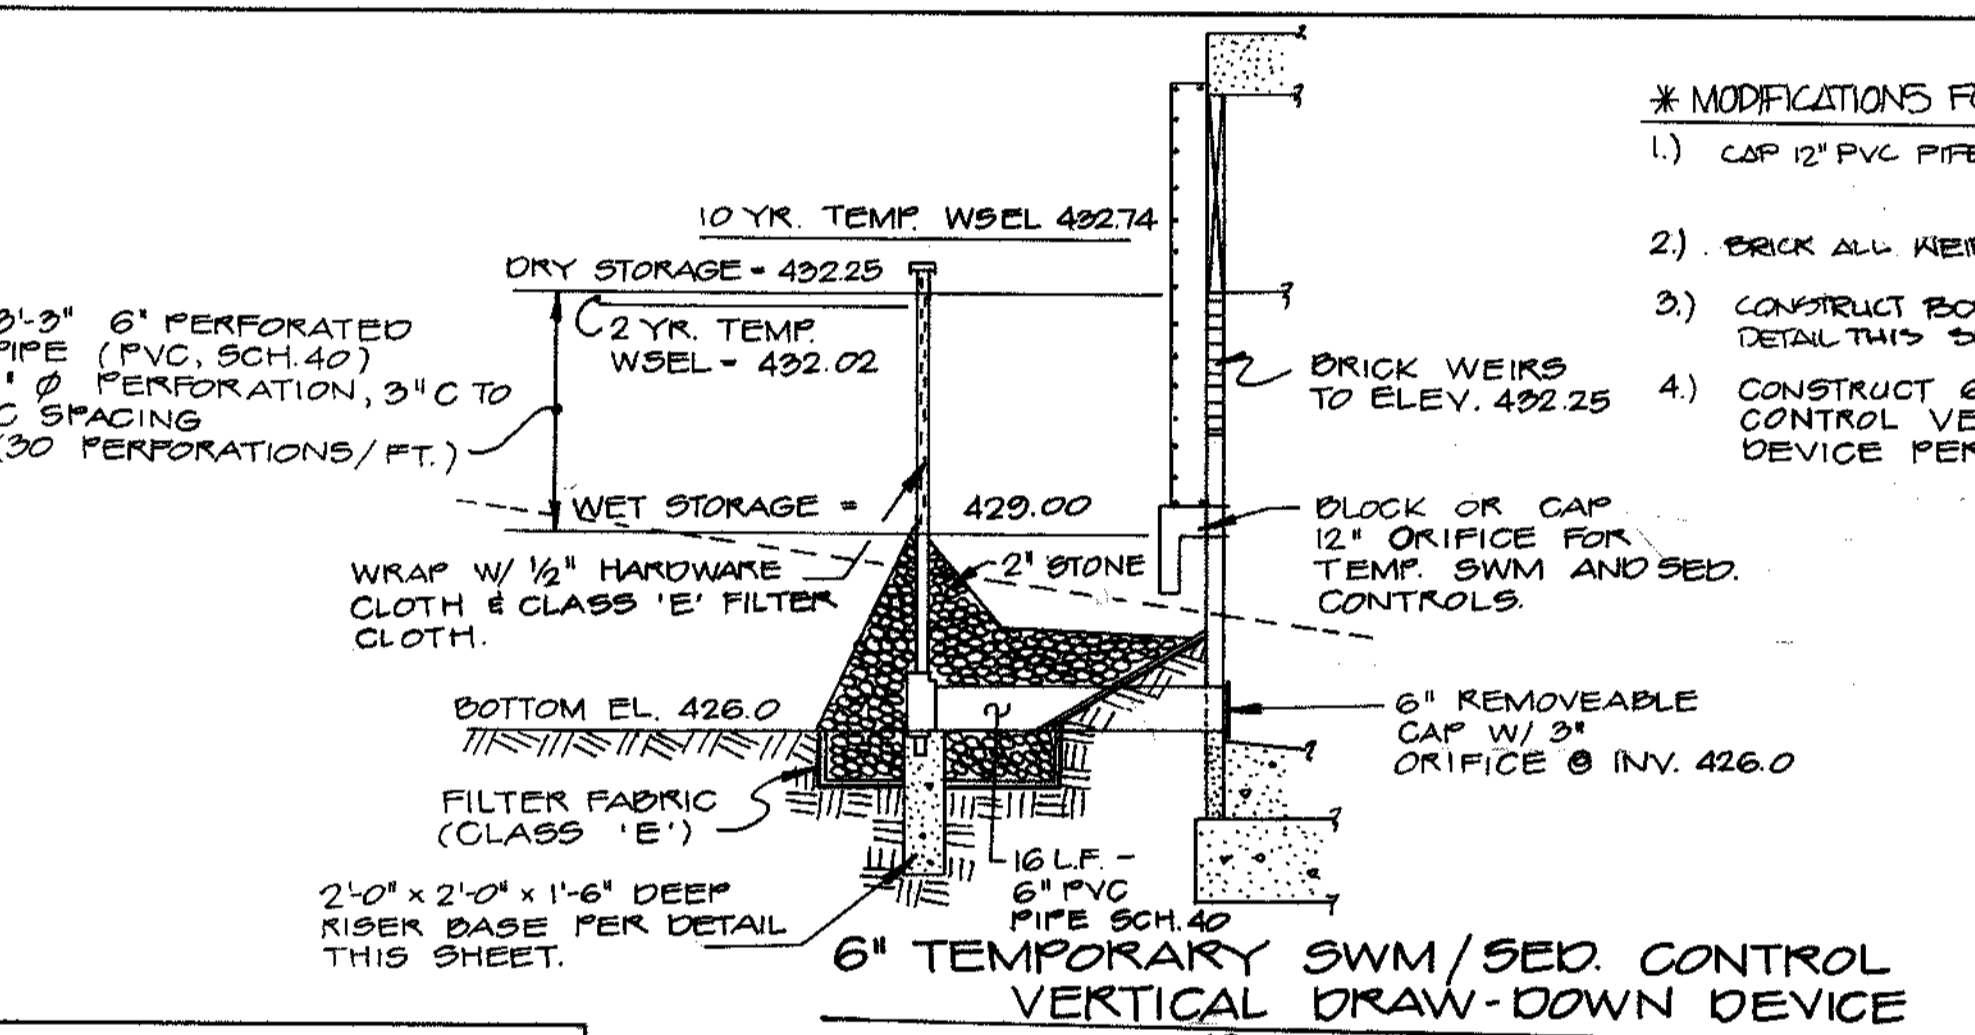 10 YR. TEMP. WSEL 432.74
DRY STORAGE - 432.25
2 YR. TEMP.
WSEL - 432.02
3'-3" 6" PERFORATED
PIPE (PVC, SCH.40)
" Ø PERFORATION, 3" C TO
C SPACING
(30 PERFORATIONS/FT.)
WET STORAGE = 429.00
WRAP W/ 1/2" HARDWARE
CLOTH & CLASS 'E' FILTER
CLOTH.
2" STONE
BOTTOM EL. 426.0
FILTER FABRIC
(CLASS 'E')
2'-0" x 2'-0" x 1'-6" DEEP
RISER BASE PER DETAIL
THIS SHEET.
16 L.F. -
6" PVC
PIPE SCH.40
BRICK WEIRS
TO ELEV. 432.25
BLOCK OR CAP
12" ORIFICE FOR
TEMP. SWM AND SED.
CONTROLS.
6" REMOVEABLE
CAP W/ 3"
ORIFICE @ INV. 426.0
* MODIFICATIONS FO
1.) CAP 12" PVC PIPE
2.) BRICK ALL WEI
3.) CONSTRUCT BO
DETAIL THIS S
4.) CONSTRUCT 6
CONTROL VE
DEVICE PER
6" TEMPORARY SWM/SED. CONTROL
VERTICAL DRAW-DOWN DEVICE